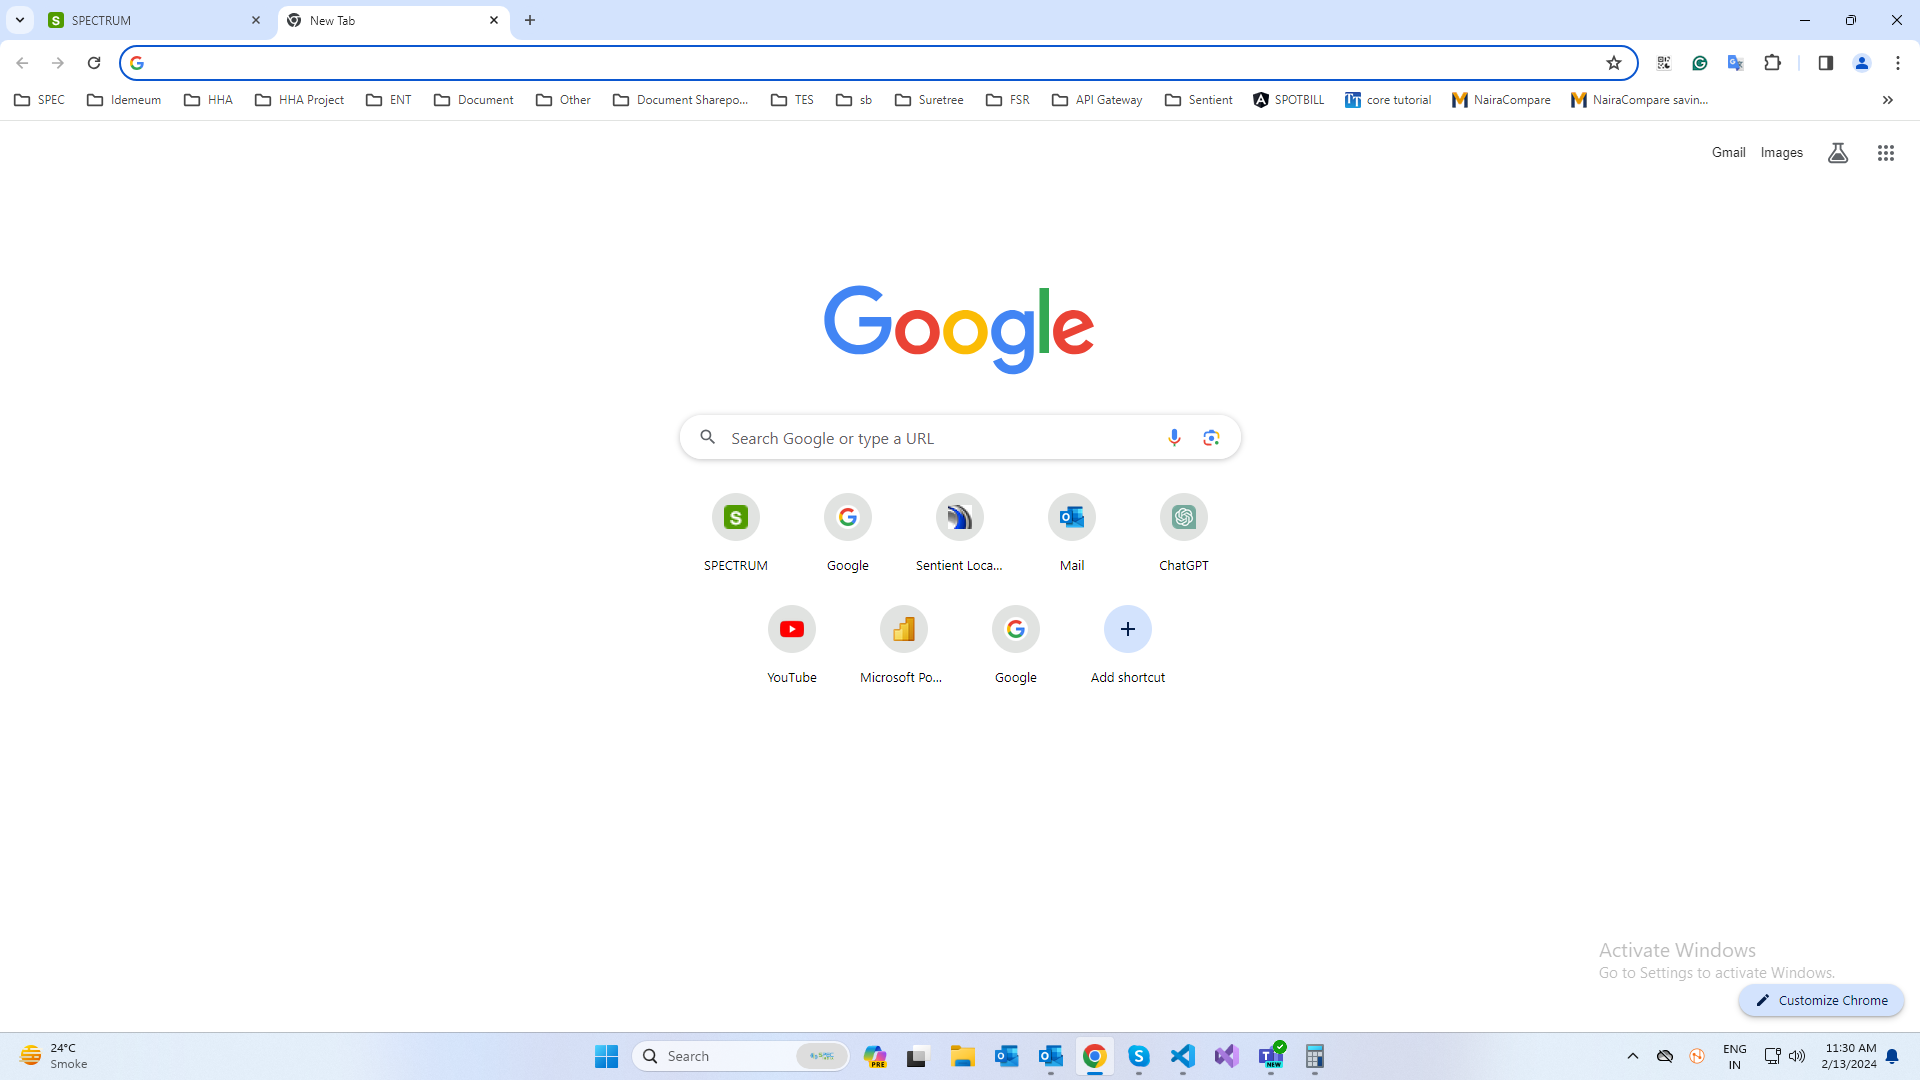 SPECTRUM
New Tab
SPEC
Idemeum
HHA
HHA Project
ENT
Document
Other
Document Sharepo...
TES
sb
Suretree
FSR
API Gateway
Sentient
SPOTBILL
core tutorial
NairaCompare
NairaCompare savin...
Gmail
Images
Google
Search Google or type a URL
SPECTRUM
Google
Sentient Loca...
Mail
ChatGPT
YouTube
Microsoft Po...
Google
Add shortcut
Activate Windows
Go to Settings to activate Windows.
Customize Chrome
24°C
Smoke
Search
PRE
NEW
ENG
IN
11:30 AM
2/13/2024